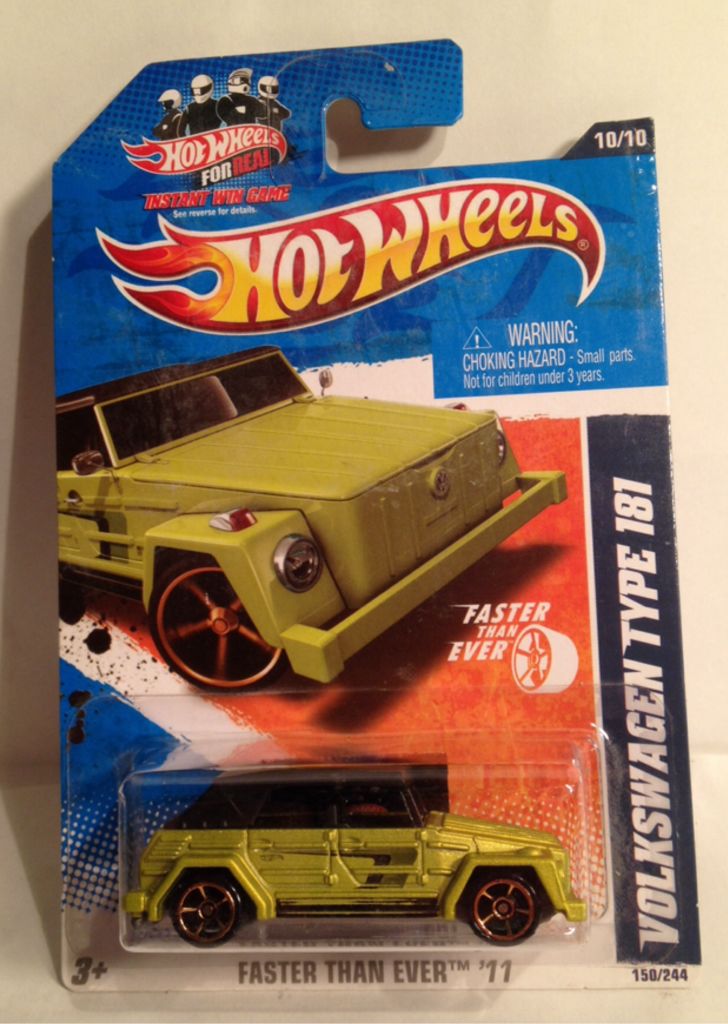 HOT WHEELS
FOR REAL
INSTANT WIN GAME
See reverse for details.
10/10
HOT WHEELS®
WARNING:
CHOKING HAZARD - Small parts.
Not for children under 3 years.
FASTER
THAN
EVER
VOLKSWAGEN TYPE 181
3+
FASTER THAN EVER™ '11
150/244